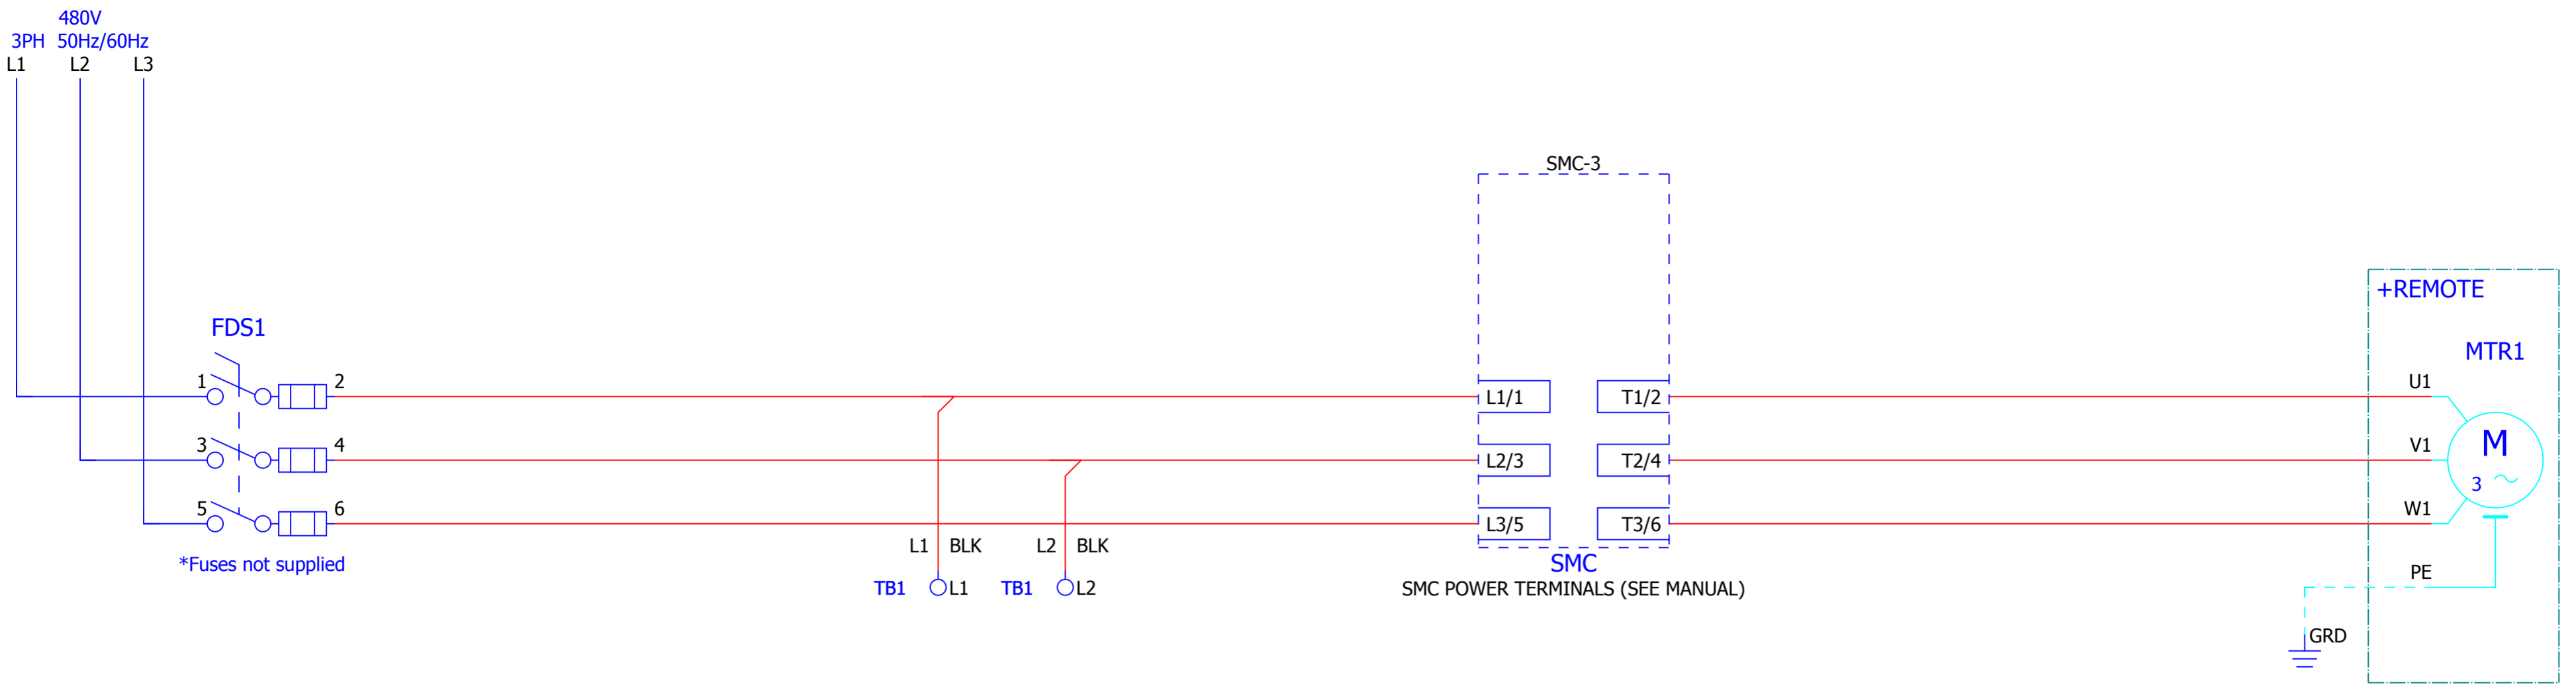 480V
3PH 50Hz/60Hz
L1 L2 L3
SMC-3
+REMOTE
FDS1
MTR1
1 2 L1/1 T1/2 U1
3 4 L2/3 T2/4 V1
M
3
5 6 L3/5 T3/6 W1
L1 BLK L2 BLK
*Fuses not supplied
SMC
PE
TB1 L1 TB1 L2
SMC POWER TERMINALS (SEE MANUAL)
GRD